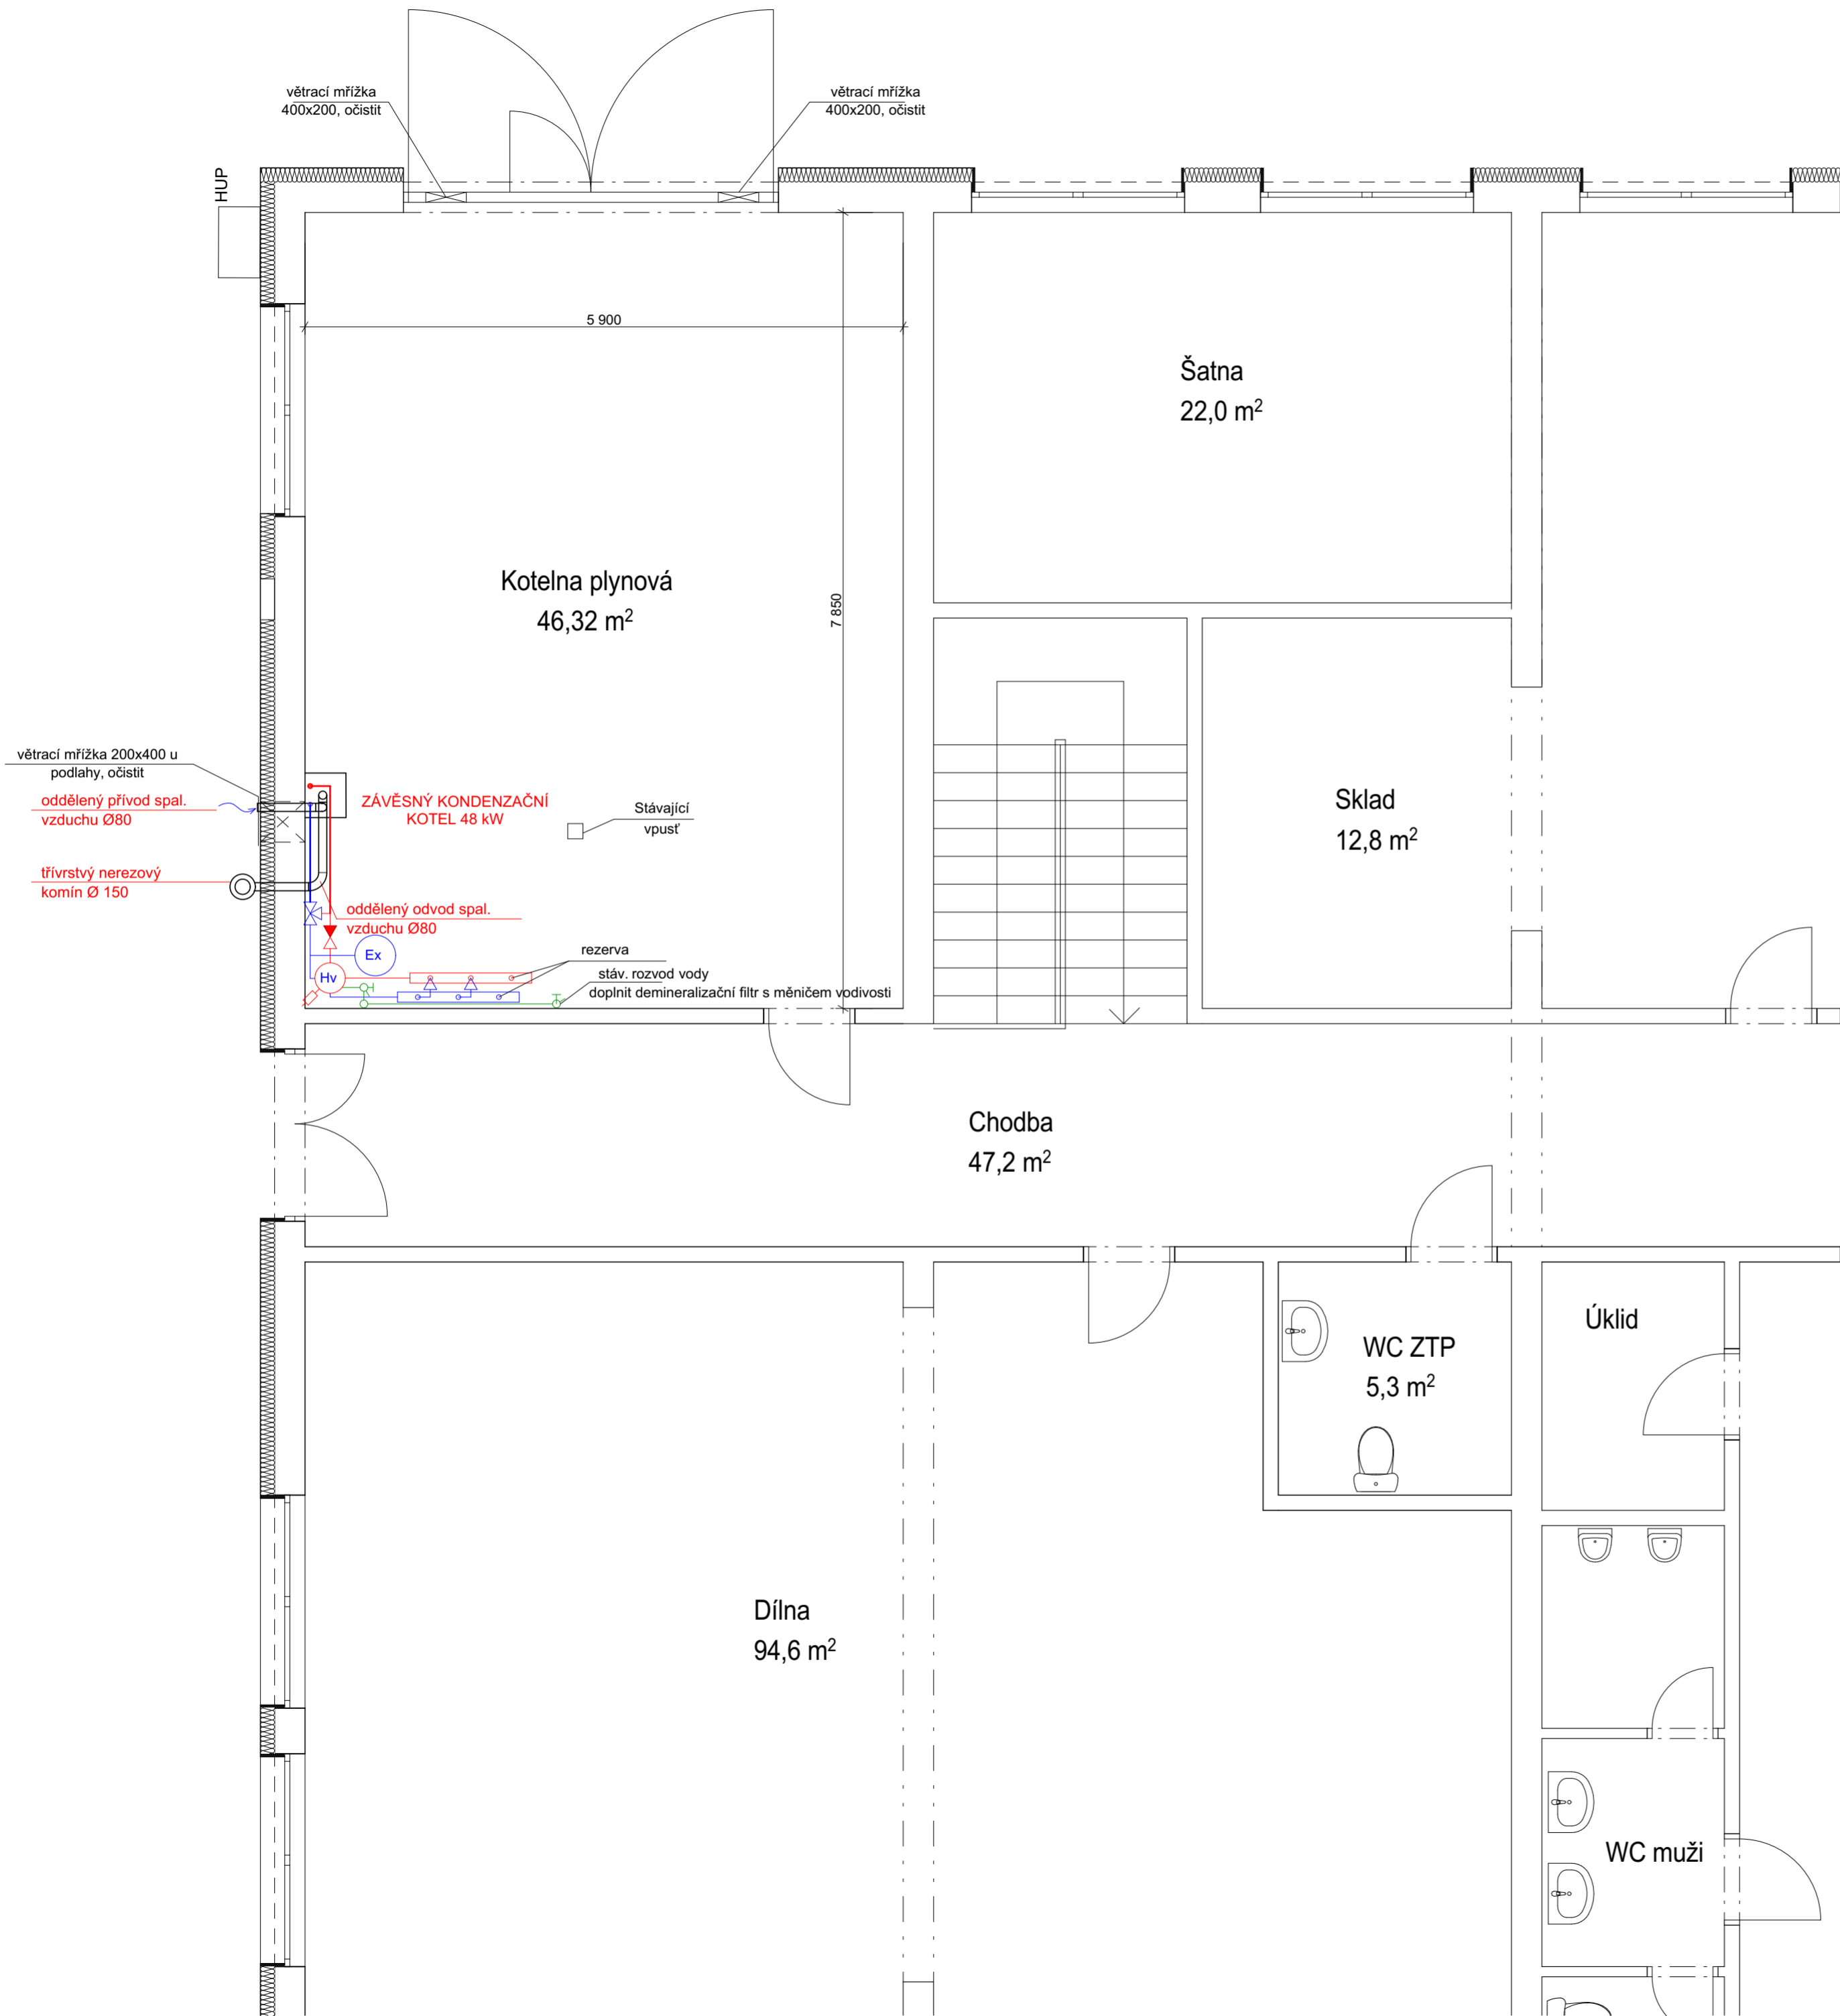 větrací mřížka
400x200, očistit
větrací mřížka
400x200, očistit
HUP
5 900
Šatna
22,0 m²
Kotelna plynová
46,32 m²
7 850
větrací mřížka 200x400 u
podlahy, očistit
oddělený přívod spal.
vzduchu Ø80
ZÁVĚSNÝ KONDENZAČNÍ
KOTEL 48 kW
Stávající
vpusť
Sklad
12,8 m²
třívrstvý nerezový
komín Ø 150
oddělený odvod spal.
vzduchu Ø80
Ex
rezerva
Hv
stáv. rozvod vody
doplnit demineralizační filtr s měničem vodivosti
Chodba
47,2 m²
Úklid
WC ZTP
5,3 m²
Dílna
94,6 m²
WC muži